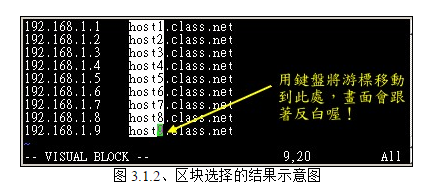 192.168.1.1 host1.class.net
192.168.1.2 host2.class.net
192.168.1.3 host3.class.net
192.168.1.4 host4.class.net
192.168.1.5 host5.class.net
192.168.1.6 host6.class.net
192.168.1.7 host7.class.net
192.168.1.8 host8.class.net
192.168.1.9 host9.class.net
~
用鍵盤將游標移動
到此處，畫面會跟
著反白喔！
-- VISUAL BLOCK -- 9,20 All
图 3.1.2、区块选择的结果示意图